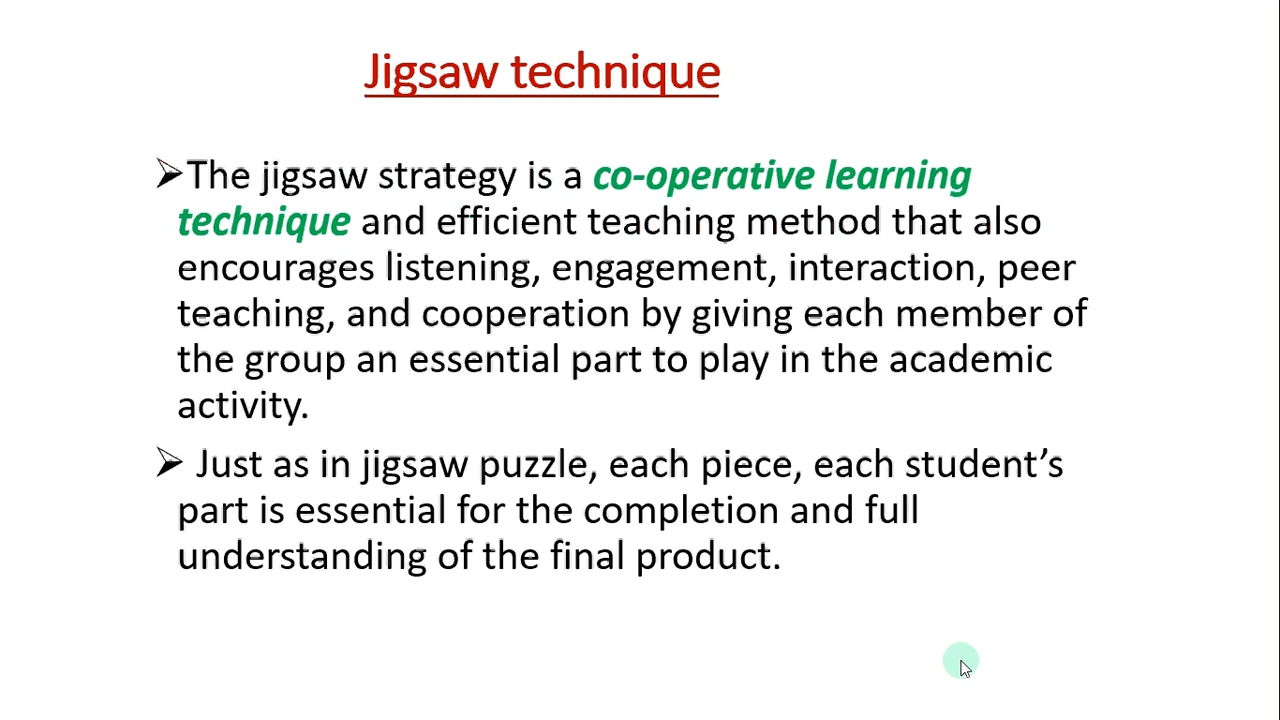 Jigsaw technique
➢The jigsaw strategy is a co-operative learning
technique and efficient teaching method that also
encourages listening, engagement, interaction, peer
teaching, and cooperation by giving each member of
the group an essential part to play in the academic
activity.
➢ Just as in jigsaw puzzle, each piece, each student’s
part is essential for the completion and full
understanding of the final product.